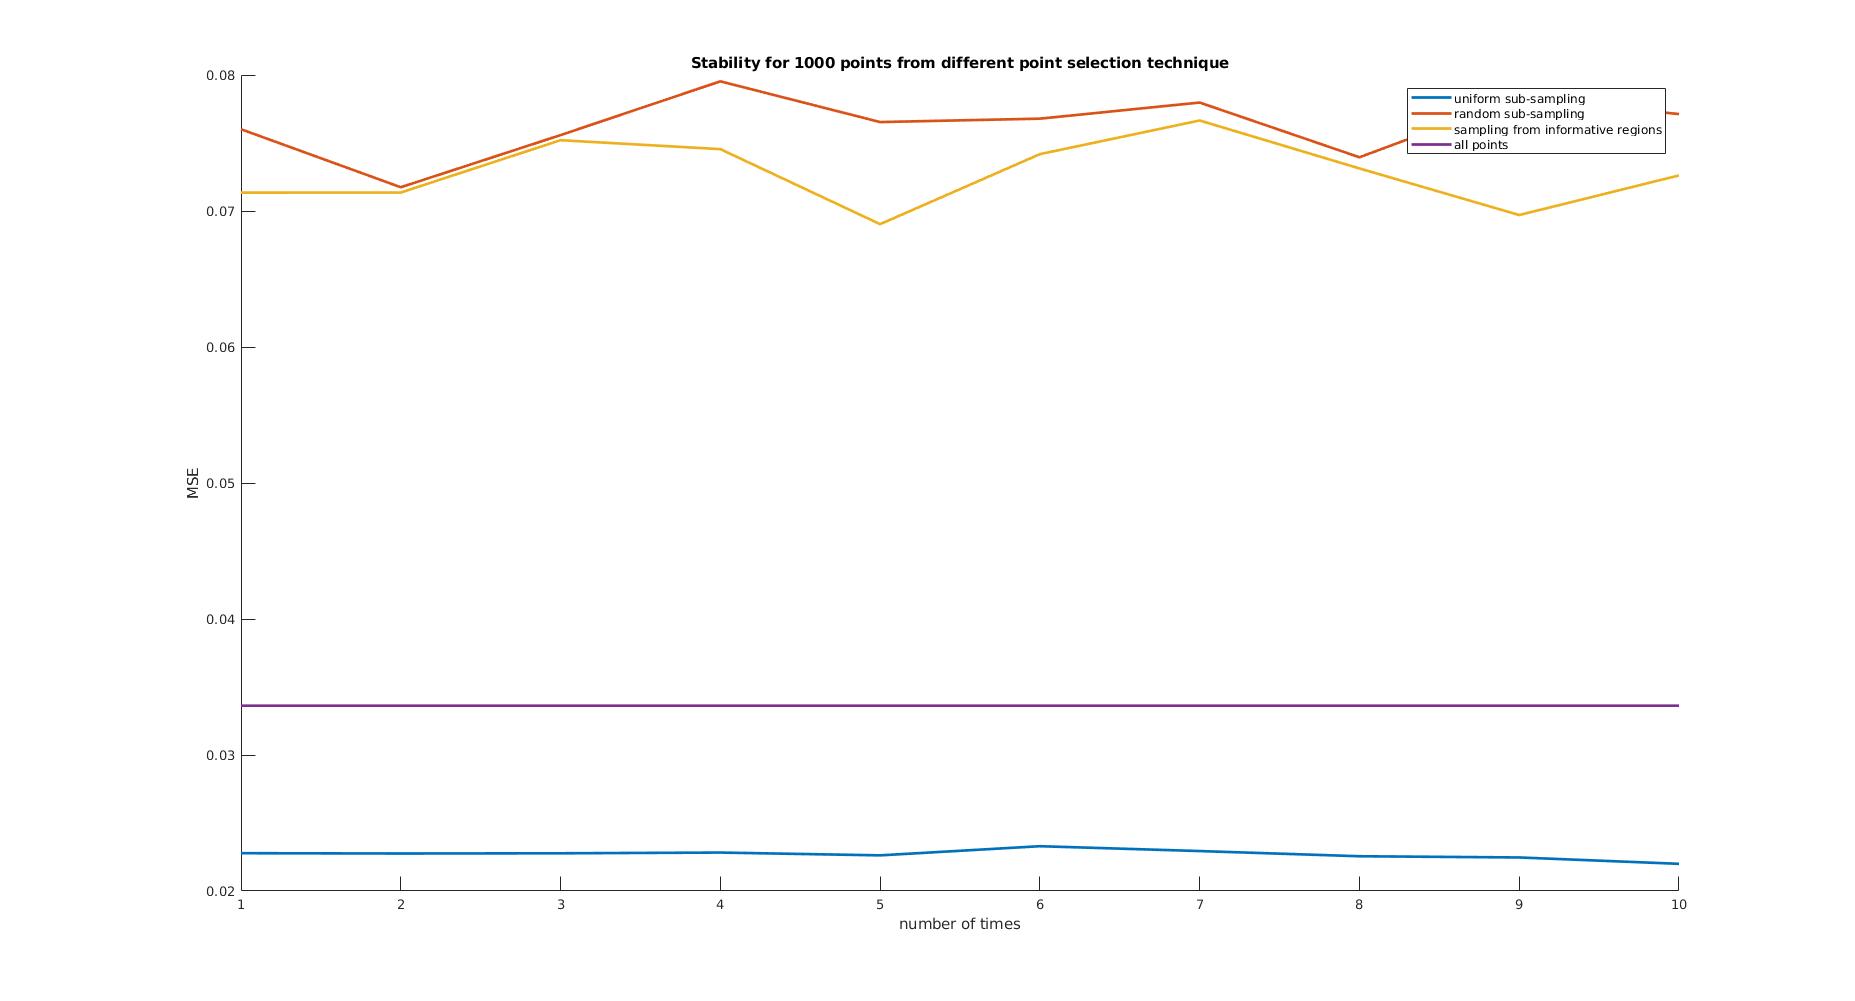 Stability for 1000 points from different point selection technique
0.08
uniform sub-sampling
random sub-sampling
sampling from informative regions
all points
0.07
0.06
0.05
MSE
0.04
0.03
0.02
1 2 3 4 5 6 7 8 9 10
number of times